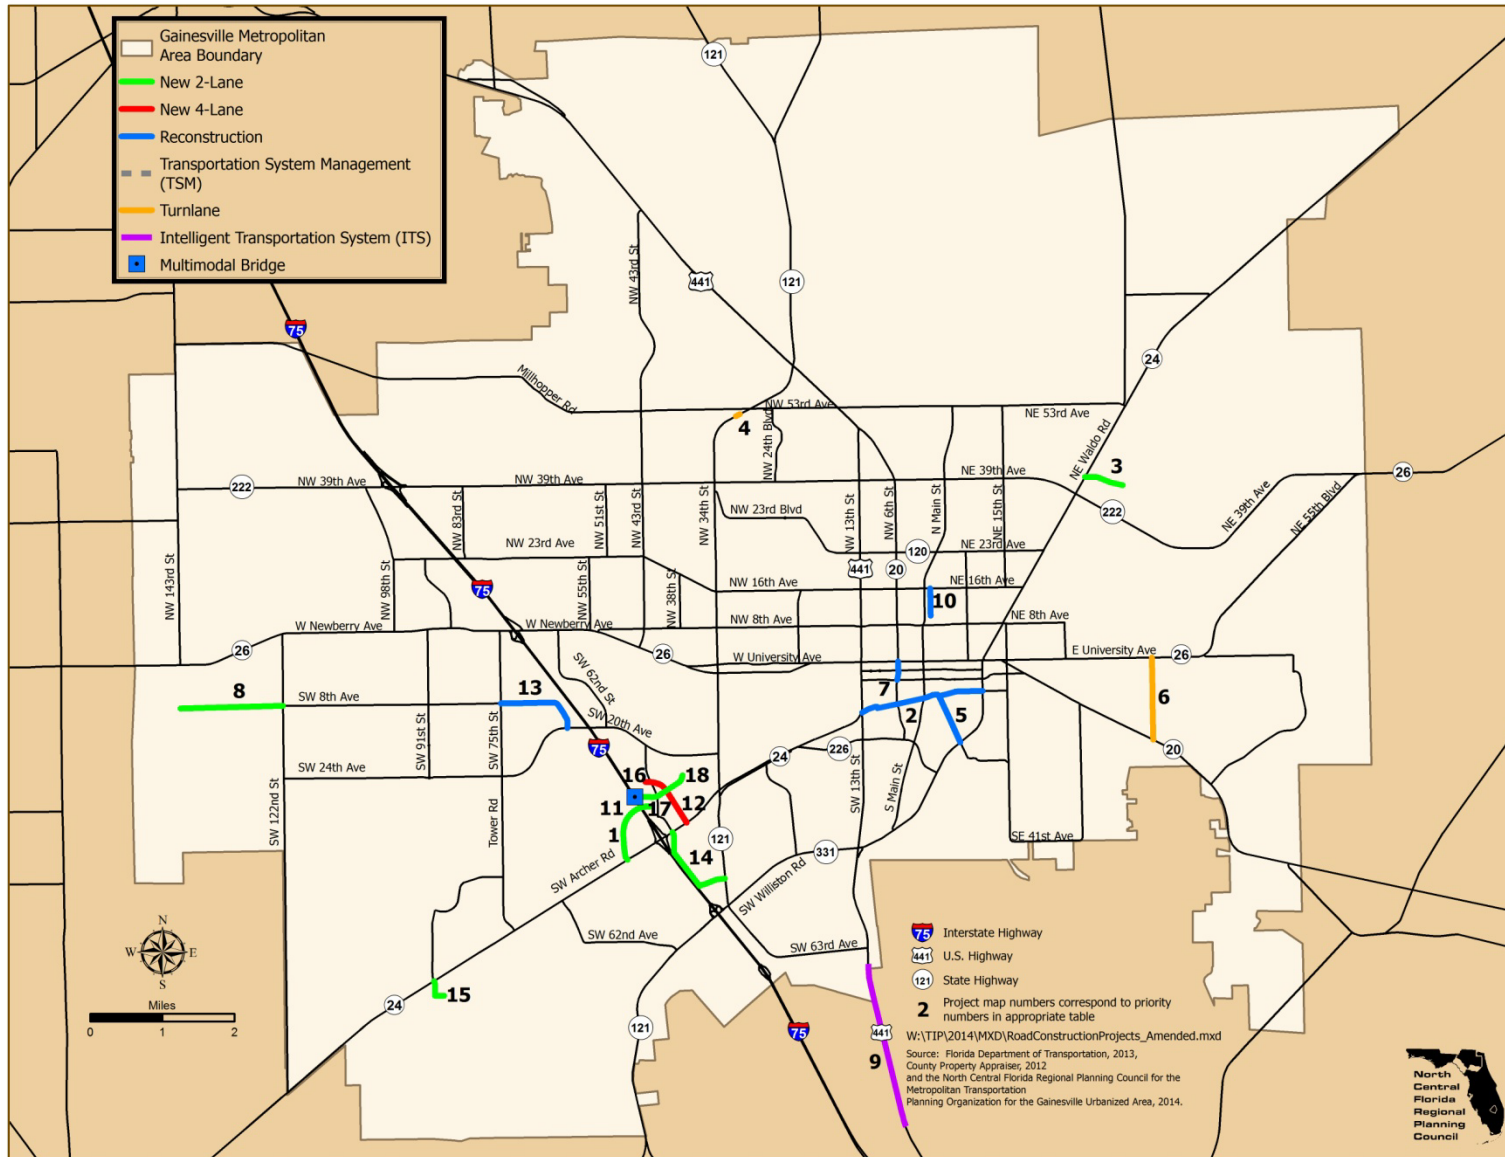 Gainesville Metropolitan
Area Boundary
New 2-Lane
New 4-Lane
Reconstruction
Transportation System Management
(TSM)
Turnlane
Intelligent Transportation System (ITS)
Multimodal Bridge
121
NW 43rd St
441
121
75
24
Millhopper Rd
NW 53rd Ave
NE 53rd Ave
4
NW 24th Blvd
NE Waldo Rd
3
26
222
NW 39th Ave
NW 39th Ave
NE 39th Ave
222
NE 39th Ave
NE 55th Blvd
NW 83rd St
NW 51st St
NW 43rd St
NW 34th St
NW 23rd Blvd
NW 13th St
NW 6th St
N Main St
NE 15th St
NW 23rd Ave
120
NE 23rd Ave
NW 143rd St
NW 98th St
75
NW 55th St
NW 38th St
NW 16th Ave
441
20
NE 16th Ave
10
W Newberry Ave
W Newberry Ave
NW 8th Ave
NE 8th Ave
26
26
W University Ave
E University Ave
26
SW 62nd St
8
SW 8th Ave
13
7
2
5
6
SW 20th Ave
SW 91st St
SW 75th St
75
24
226
20
SW 24th Ave
16
18
SW 122nd St
Tower Rd
11
17
12
SW 13th St
S Main St
1
121
14
SW Archer Rd
331
SE 41st Ave
SW Williston Rd
SW 62nd Ave
SW 63rd Ave
N
W
E
S
15
24
Miles
0
1
2
121
75
441
9
75
Interstate Highway
441
U.S. Highway
121
State Highway
2
Project map numbers correspond to priority
numbers in appropriate table
W:\TIP\2014\MXD\RoadConstructionProjects_Amended.mxd
Source: Florida Department of Transportation, 2013,
County Property Appraiser, 2012
and the North Central Florida Regional Planning Council for the
Metropolitan Transportation
Planning Organization for the Gainesville Urbanized Area, 2014.
North
Central
Florida
Regional
Planning
Council